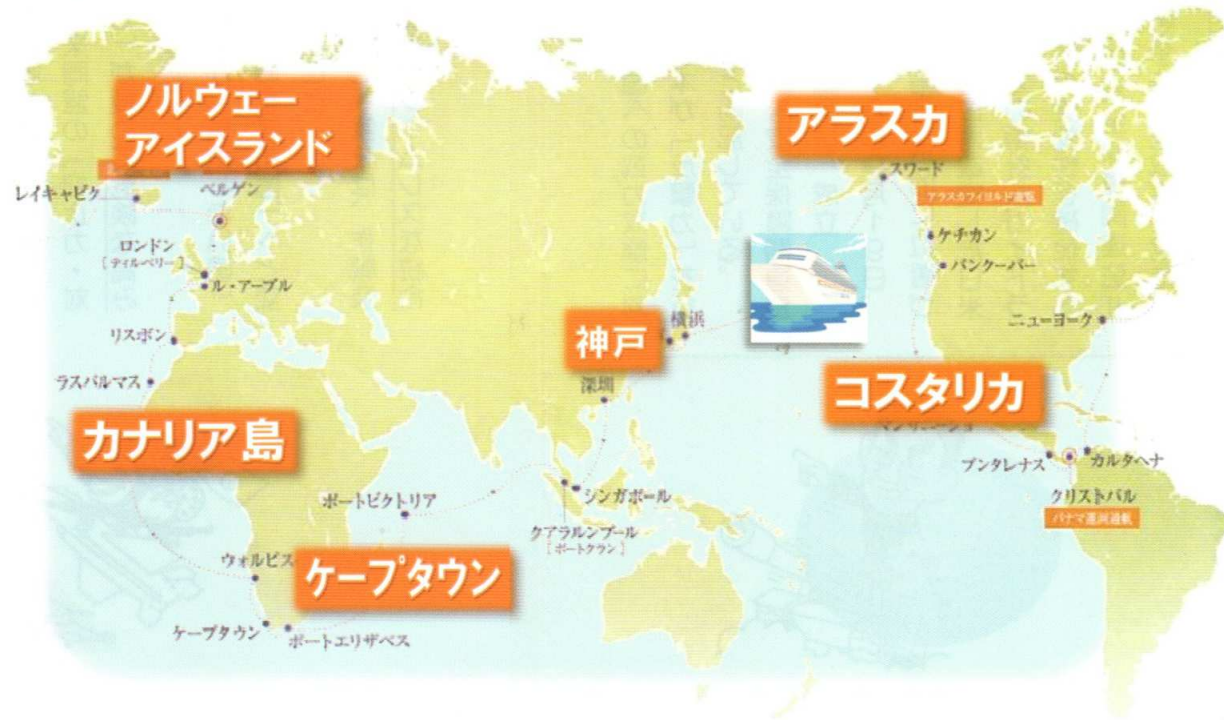 ノルウェー
アイスランド
アラスカ
レイキャビク
ベルゲン
スワード
アラスカフィヨルド遊覧
ロンドン
[ティルベリー]
ケチカン
バンクーバー
ル・アーブル
リスボン
神戸
横浜
ニューヨーク
ラスパルマス
深圳
コスタリカ
カナリア島
プンタレナス
カルタヘナ
クリストバル
パナマ運河通航
ポートビクトリア
シンガポール
クアラルンプール
[ポートクラン]
ウォルビス
ケープタウン
ケープタウン
ポートエリザベス